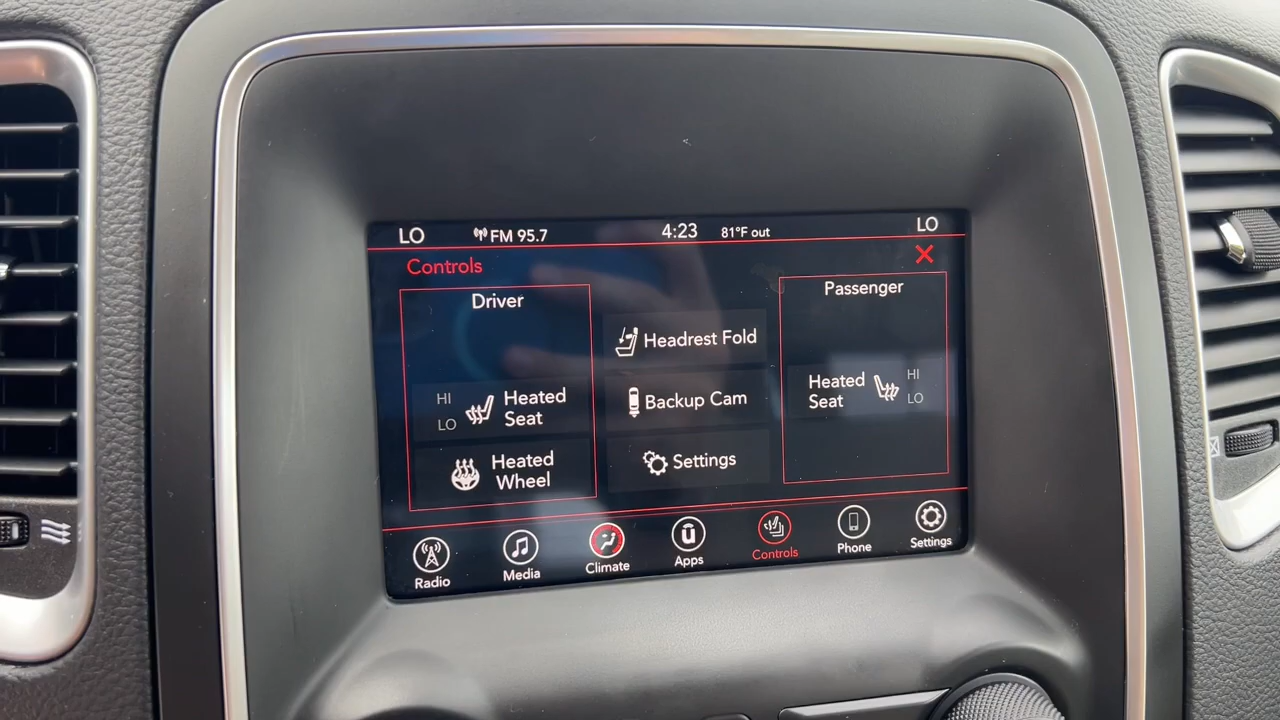 LO FM 95.7 4:23 81°F out LO
Controls
Driver
HI
LO
Heated
Seat
Heated
Wheel
Headrest Fold
Backup Cam
Settings
Passenger
Heated
Seat
HI
LO
Radio Media Climate Apps Controls Phone Settings